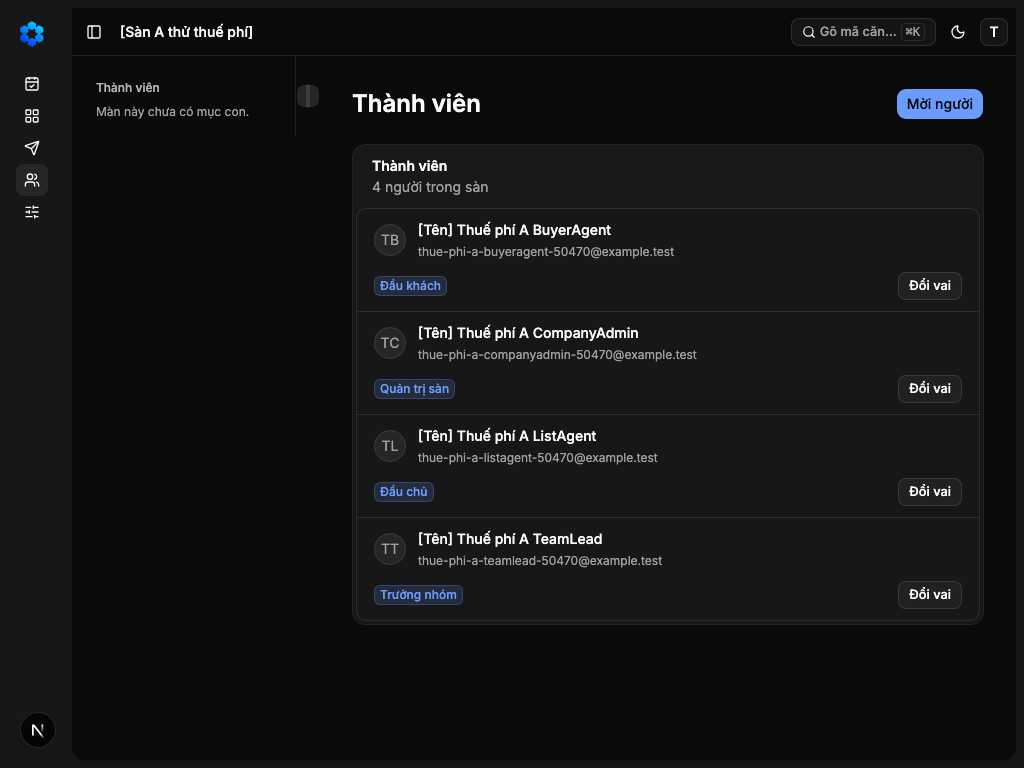 [Sàn A thử thuế phí]
Gõ mã căn... ⌘K
T
Thành viên
Màn này chưa có mục con.
Thành viên
Mời người
Thành viên
4 người trong sàn
TB
[Tên] Thuế phí A BuyerAgent
thue-phi-a-buyeragent-50470@example.test
Đầu khách
Đổi vai
TC
[Tên] Thuế phí A CompanyAdmin
thue-phi-a-companyadmin-50470@example.test
Quản trị sàn
Đổi vai
TL
[Tên] Thuế phí A ListAgent
thue-phi-a-listagent-50470@example.test
Đầu chủ
Đổi vai
TT
[Tên] Thuế phí A TeamLead
thue-phi-a-teamlead-50470@example.test
Trưởng nhóm
Đổi vai
N